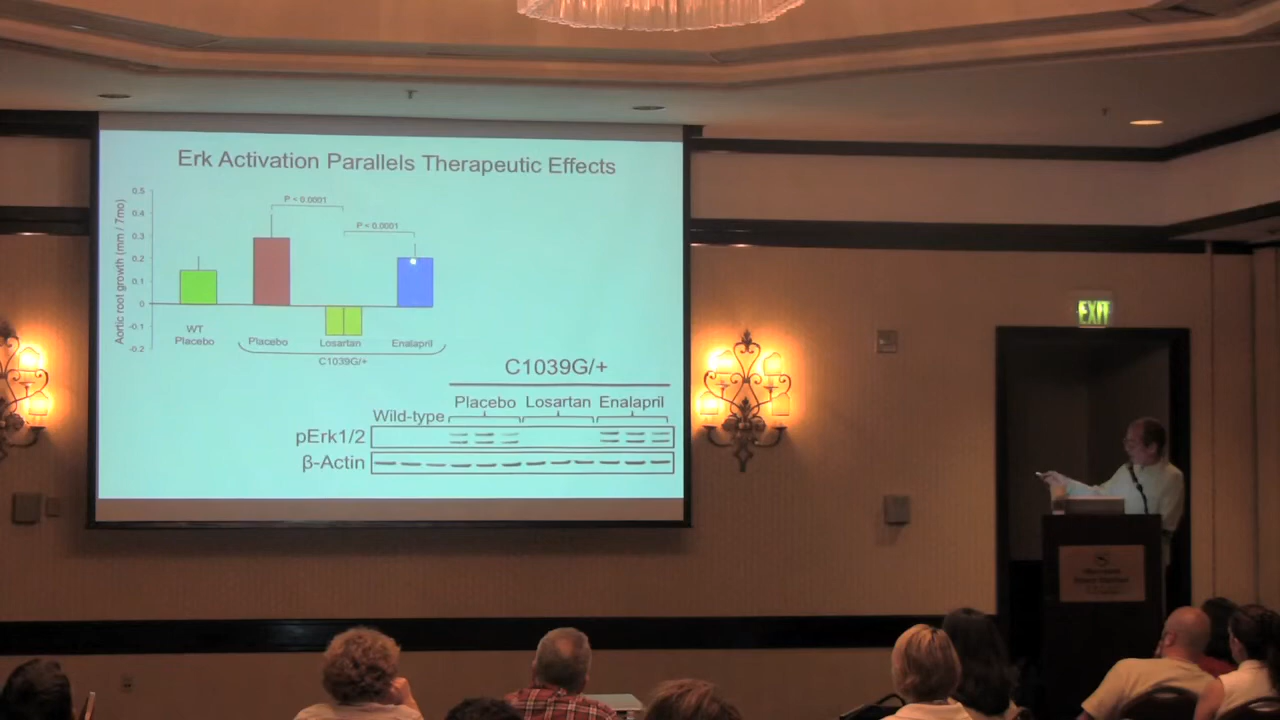 Erk Activation Parallels Therapeutic Effects
Aortic root growth (mm / 7mo)
0.5
0.4
0.3
0.2
0.1
0
-0.1
-0.2
P < 0.0001
P < 0.0001
WT
Placebo
Placebo Losartan Enalapril
C1039G/+
C1039G/+
Placebo Losartan Enalapril
Wild-type
pErk1/2
β-Actin
EXIT